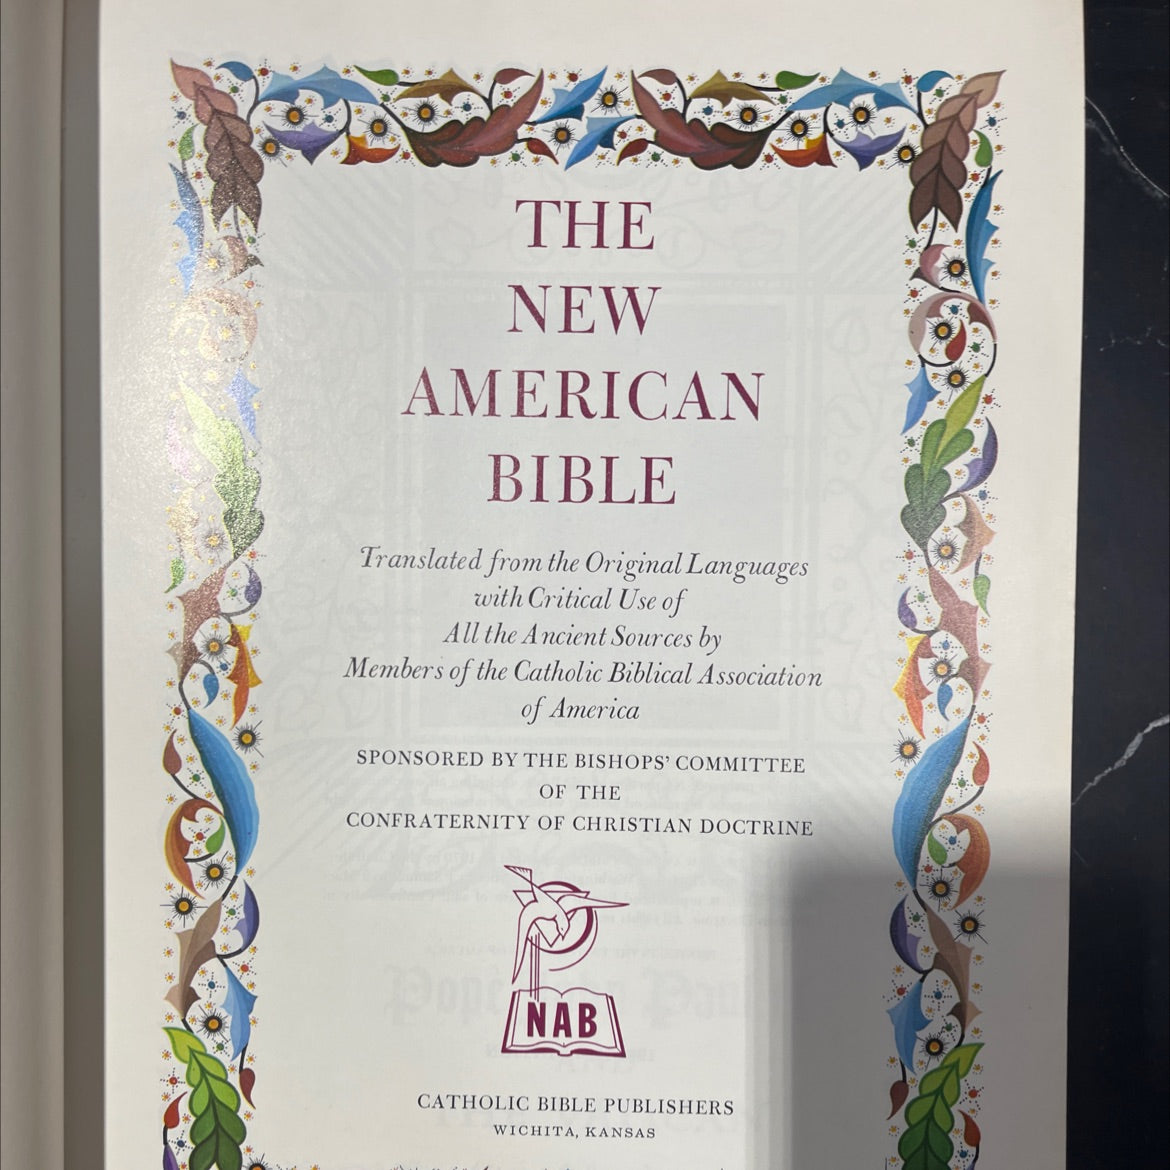 THE
NEW
AMERICAN
BIBLE
Translated from the Original Languages
with Critical Use of
All the Ancient Sources by
Members of the Catholic Biblical Association
of America
SPONSORED BY THE BISHOPS' COMMITTEE
OF THE
CONFRATERNITY OF CHRISTIAN DOCTRINE
NAB
CATHOLIC BIBLE PUBLISHERS
WICHITA, KANSAS